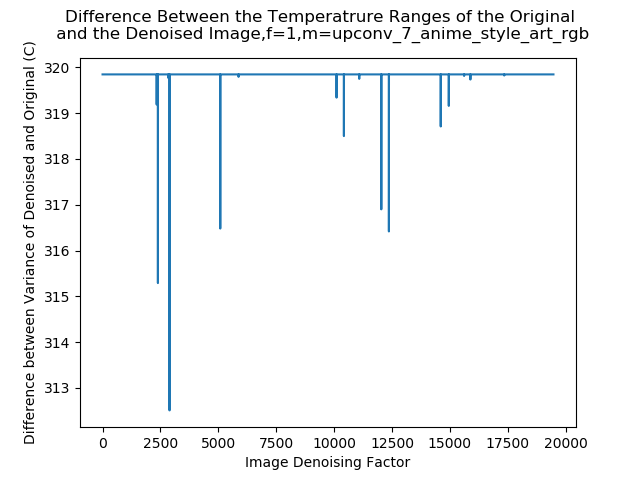 Difference Between the Temperatrure Ranges of the Original
and the Denoised Image,f=1,m=upconv_7_anime_style_art_rgb
Difference between Variance of Denoised and Original (C)
320
319
318
317
316
315
314
313
0 2500 5000 7500 10000 12500 15000 17500 20000
Image Denoising Factor